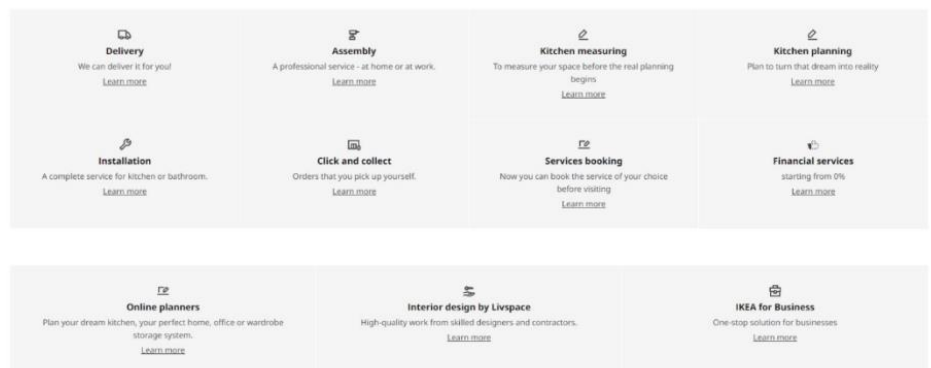 Delivery
We can deliver it for you!
Learn more
Assembly
A professional service - at home or at work.
Learn more
Kitchen measuring
To measure your space before the real planning
begins
Learn more
Kitchen planning
Plan to turn that dream into reality
Learn more
Installation
A complete service for kitchen or bathroom.
Learn more
Click and collect
Orders that you pick up yourself.
Learn more
Services booking
Now you can book the service of your choice
before visiting
Learn more
Financial services
starting from 0%
Learn more
Online planners
Plan your dream kitchen, your perfect home, office or wardrobe
storage system.
Learn more
Interior design by Livspace
High-quality work from skilled designers and contractors.
Learn more
IKEA for Business
One-stop solution for businesses
Learn more